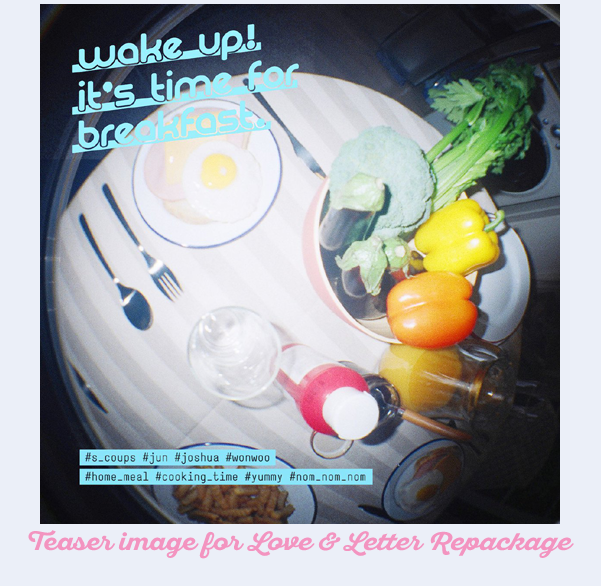 wake up!
it's time for
breakfast.
#s_coups #jun #joshua #wonwoo
#home_meal #cooking_time #yummy #nom_nom_nom
Teaser image for Love & Letter Repackage